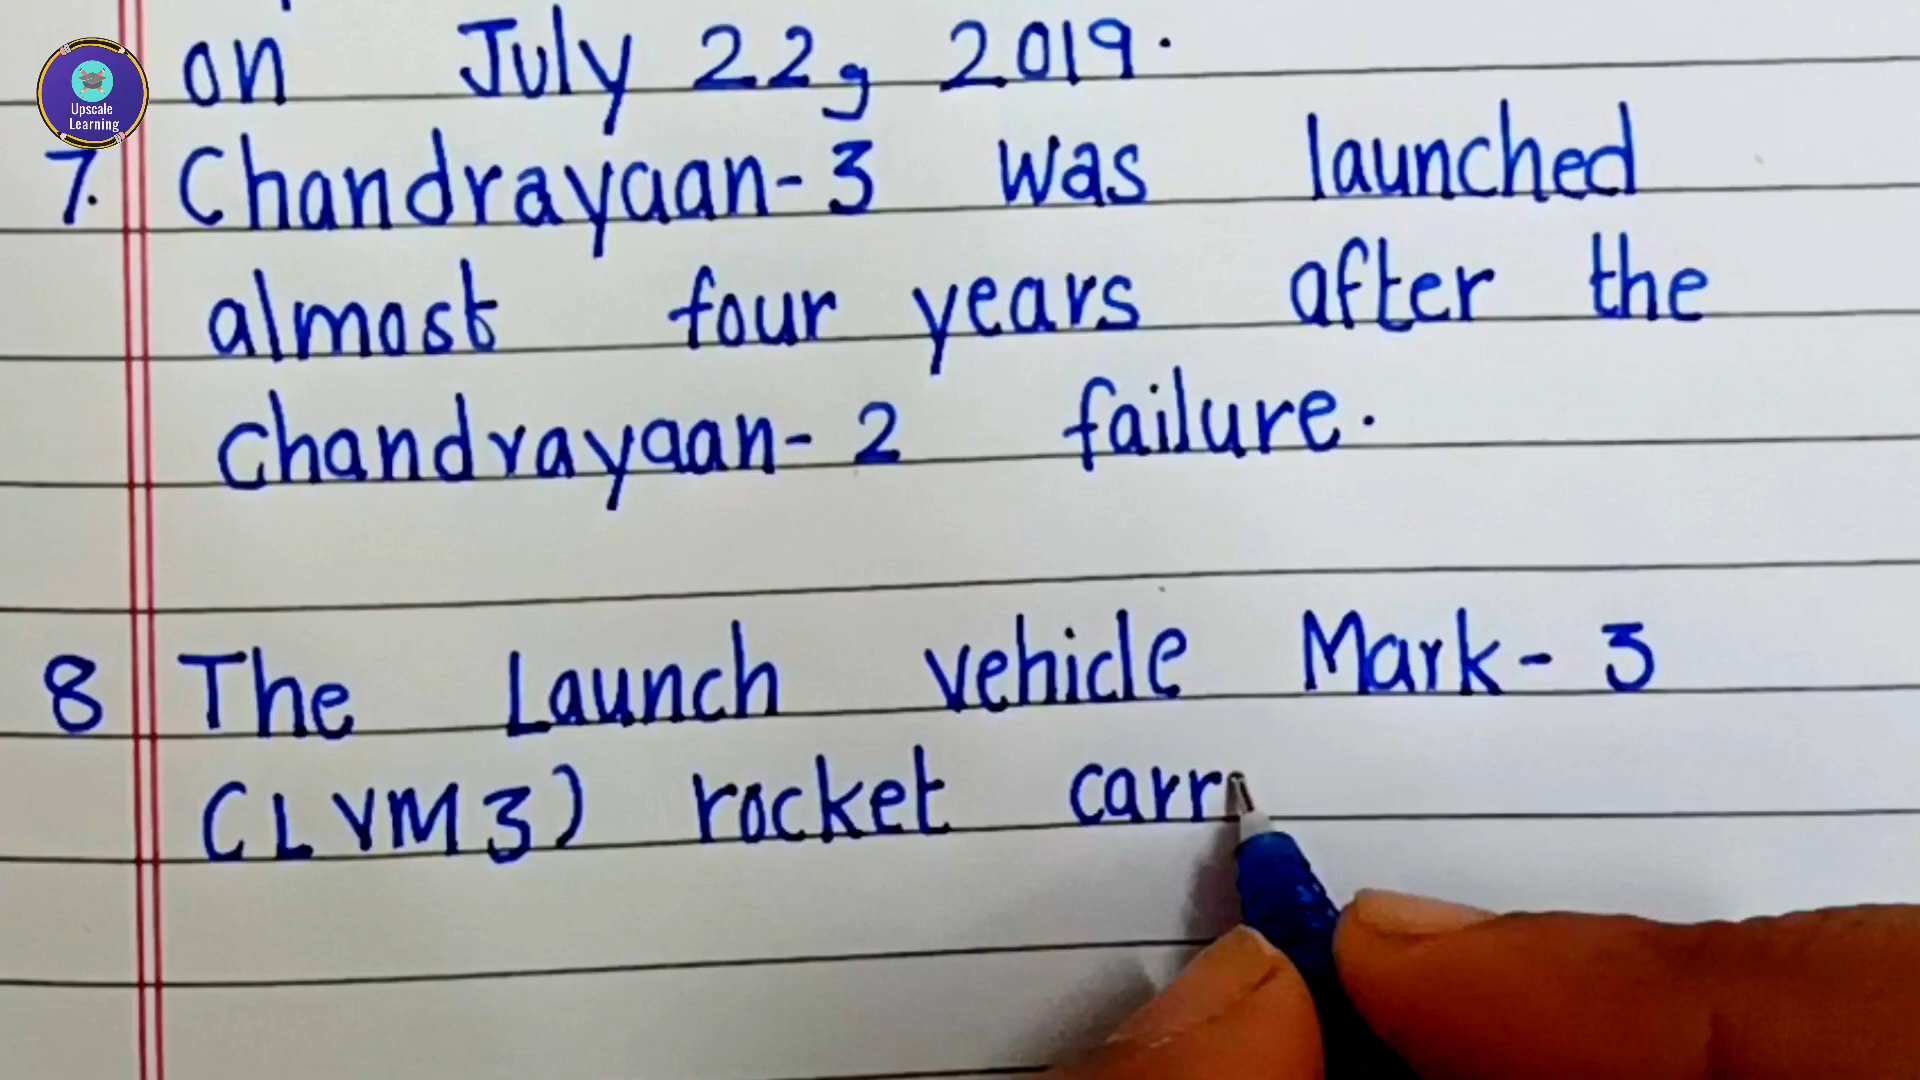 Upscale
Learning
on July 22, 2019.
7. Chandrayaan-3 was launched
almost four years after the
Chandrayaan-2 failure.
8 The Launch vehicle Mark-3
(LVM3) rocket carr